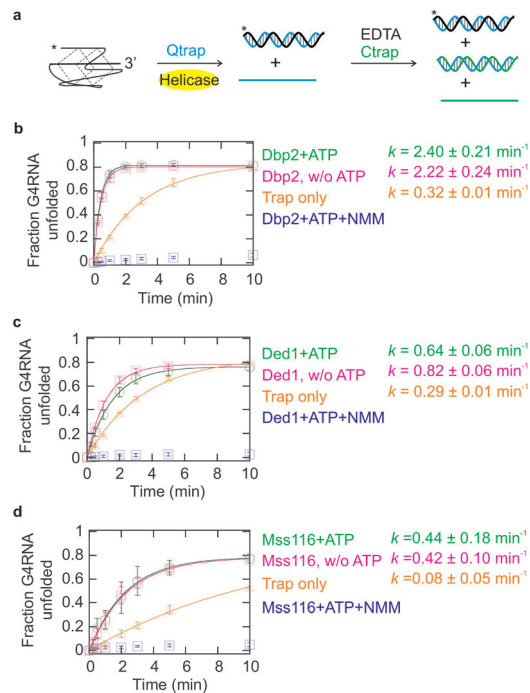 a
*
3'
Qtrap
Helicase
*
+
EDTA
Ctrap
*
+
+
b
Fraction G4RNA
unfolded
1
0.8
0.6
0.4
0.2
0
0 2 4 6 8 10
Time (min)
Dbp2+ATP k = 2.40 ± 0.21 min-1
Dbp2, w/o ATP k = 2.22 ± 0.24 min-1
Trap only k = 0.32 ± 0.01 min-1
Dbp2+ATP+NMM
c
Fraction G4RNA
unfolded
1
0.8
0.6
0.4
0.2
0
0 2 4 6 8 10
Time (min)
Ded1+ATP k = 0.64 ± 0.06 min-1
Ded1, w/o ATP k = 0.82 ± 0.06 min-1
Trap only k = 0.29 ± 0.01 min-1
Ded1+ATP+NMM
d
Fraction G4RNA
unfolded
1
0.8
0.6
0.4
0.2
0
0 2 4 6 8 10
Time (min)
Mss116+ATP k =0.44 ± 0.18 min-1
Mss116, w/o ATP k =0.42 ± 0.10 min-1
Trap only k =0.08 ± 0.05 min-1
Mss116+ATP+NMM